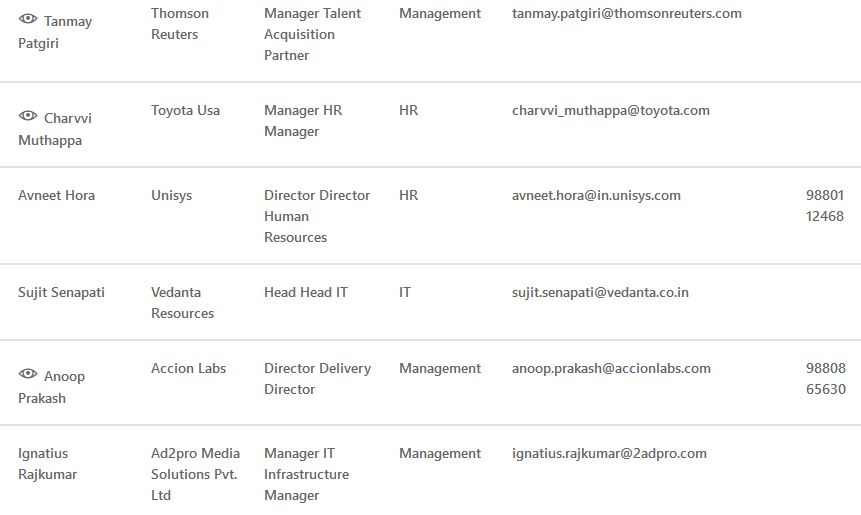 Tanmay Patgiri Thomson Reuters Manager Talent Acquisition Partner Management tanmay.patgiri@thomsonreuters.com
Charvvi Muthappa Toyota Usa Manager HR Manager HR charvvi_muthappa@toyota.com
Avneet Hora Unisys Director Director Human Resources HR avneet.hora@in.unisys.com 98801 12468
Sujit Senapati Vedanta Resources Head Head IT IT sujit.senapati@vedanta.co.in
Anoop Prakash Accion Labs Director Delivery Director Management anoop.prakash@accionlabs.com 98808 65630
Ignatius Rajkumar Ad2pro Media Solutions Pvt. Ltd Manager IT Infrastructure Manager Management ignatius.rajkumar@2adpro.com